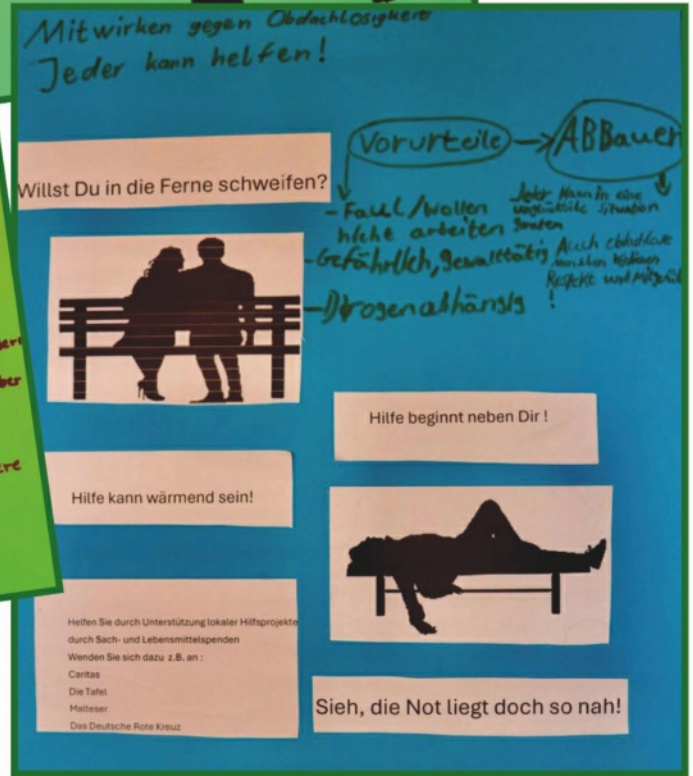 Mitwirken gegen Obdachlosigkeit
Jeder kann helfen!
Vorurteile → ABBauen
Willst Du in die Ferne schweifen?
- Faul/wollen
nicht arbeiten
- Gefährlich, gewalttätig
- Drogenabhängig
Jeder kann in eine
unglückliche Situation
geraten
Auch obdachlose
Menschen
Respekt und Mitgefühl
!
Hilfe beginnt neben Dir !
Hilfe kann wärmend sein!
Helfen Sie durch Unterstützung lokaler Hilfsprojekte
durch Sach- und Lebensmittelspenden
Wenden Sie sich dazu z.B. an :
Caritas
Die Tafel
Malteser
Das Deutsche Rote Kreuz
Sieh, die Not liegt doch so nah!